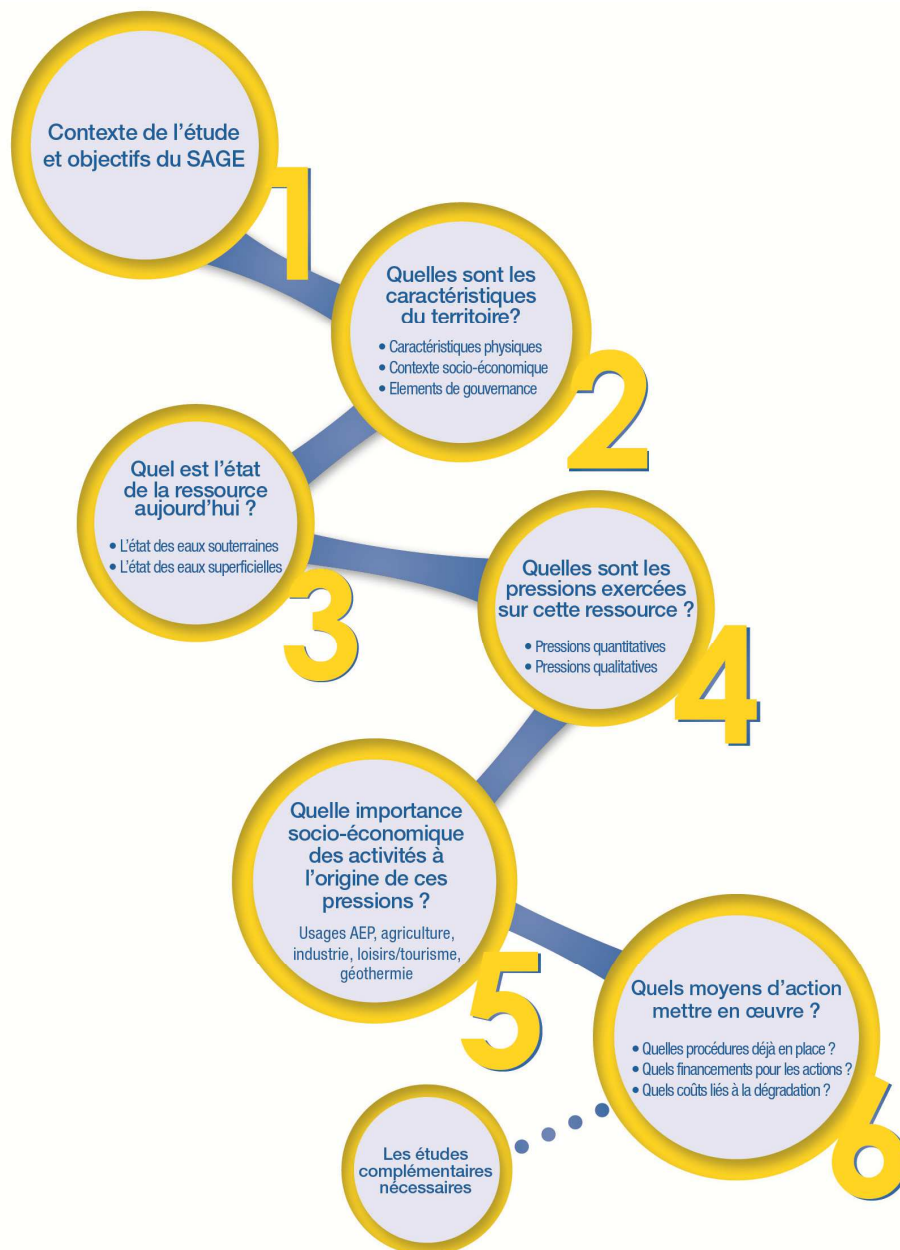 Contexte de l'étude
et objectifs du SAGE
1
Quelles sont les
caractéristiques
du territoire?
• Caractéristiques physiques
• Contexte socio-économique
• Elements de gouvernance
2
Quel est l'état
de la ressource
aujourd'hui ?
• L'état des eaux souterraines
• L'état des eaux superficielles
3
Quelles sont les
pressions exercées
sur cette ressource ?
• Pressions quantitatives
• Pressions qualitatives
4
Quelle importance
socio-économique
des activités à
l'origine de ces
pressions ?
Usages AEP, agriculture,
industrie, loisirs/tourisme,
géothermie
5
Quels moyens d'action
mettre en œuvre ?
• Quelles procédures déjà en place ?
• Quels financements pour les actions ?
• Quels coûts liés à la dégradation ?
6
Les études
complémentaires
nécessaires